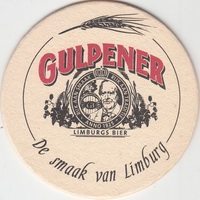 GULPENER
LIMBURGS BIER
De smaak van Limburg